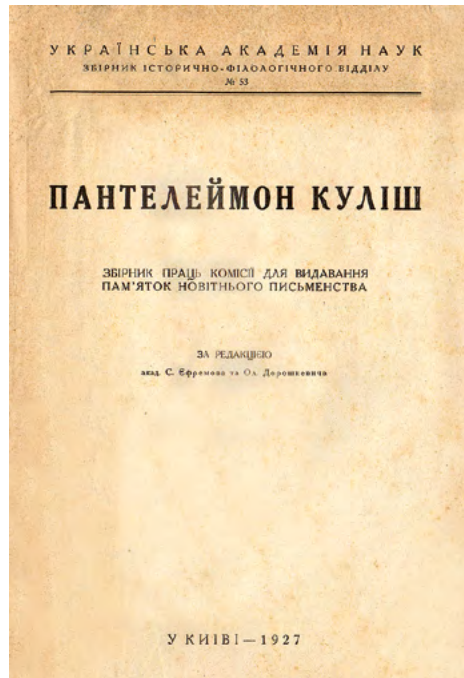 УКРАЇНСЬКА АКАДЕМІЯ НАУК
ЗБІРНИК ІСТОРИЧНО-ФІЛОЛОГІЧНОГО ВІДДІЛУ
№ 53
ПАНТЕЛЕЙМОН КУЛІШ
ЗБІРНИК ПРАЦЬ КОМІСІЇ ДЛЯ ВИДАВАННЯ
ПАМ'ЯТОК НОВІТНЬОГО ПИСЬМЕНСТВА
ЗА РЕДАКЦІЄЮ
акад. С. Єфремова та Ол. Дорошкевича
У КИЇВІ—1927